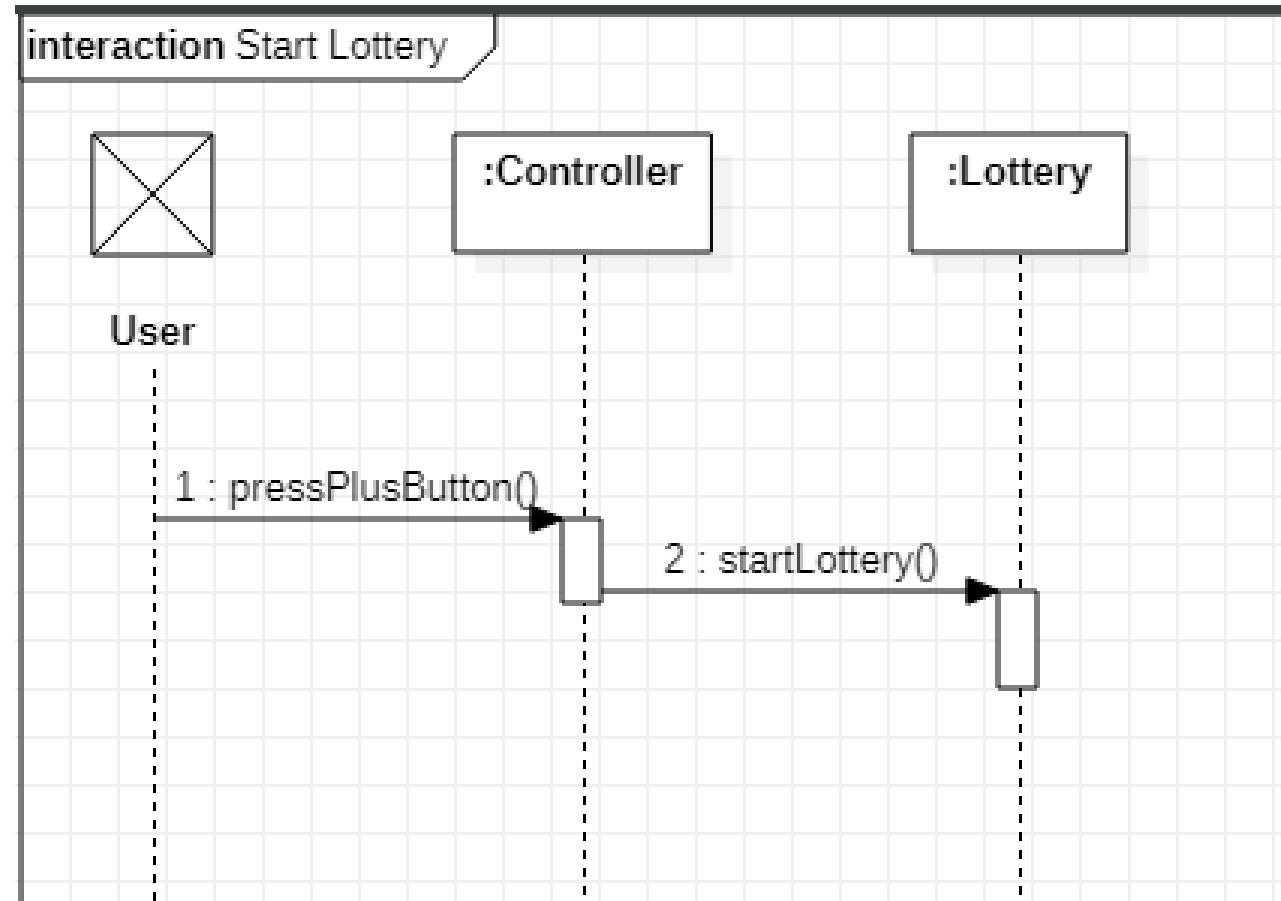 interaction Start Lottery
:Controller
:Lottery
User
1 : pressPlusButton()
2 : startLottery()